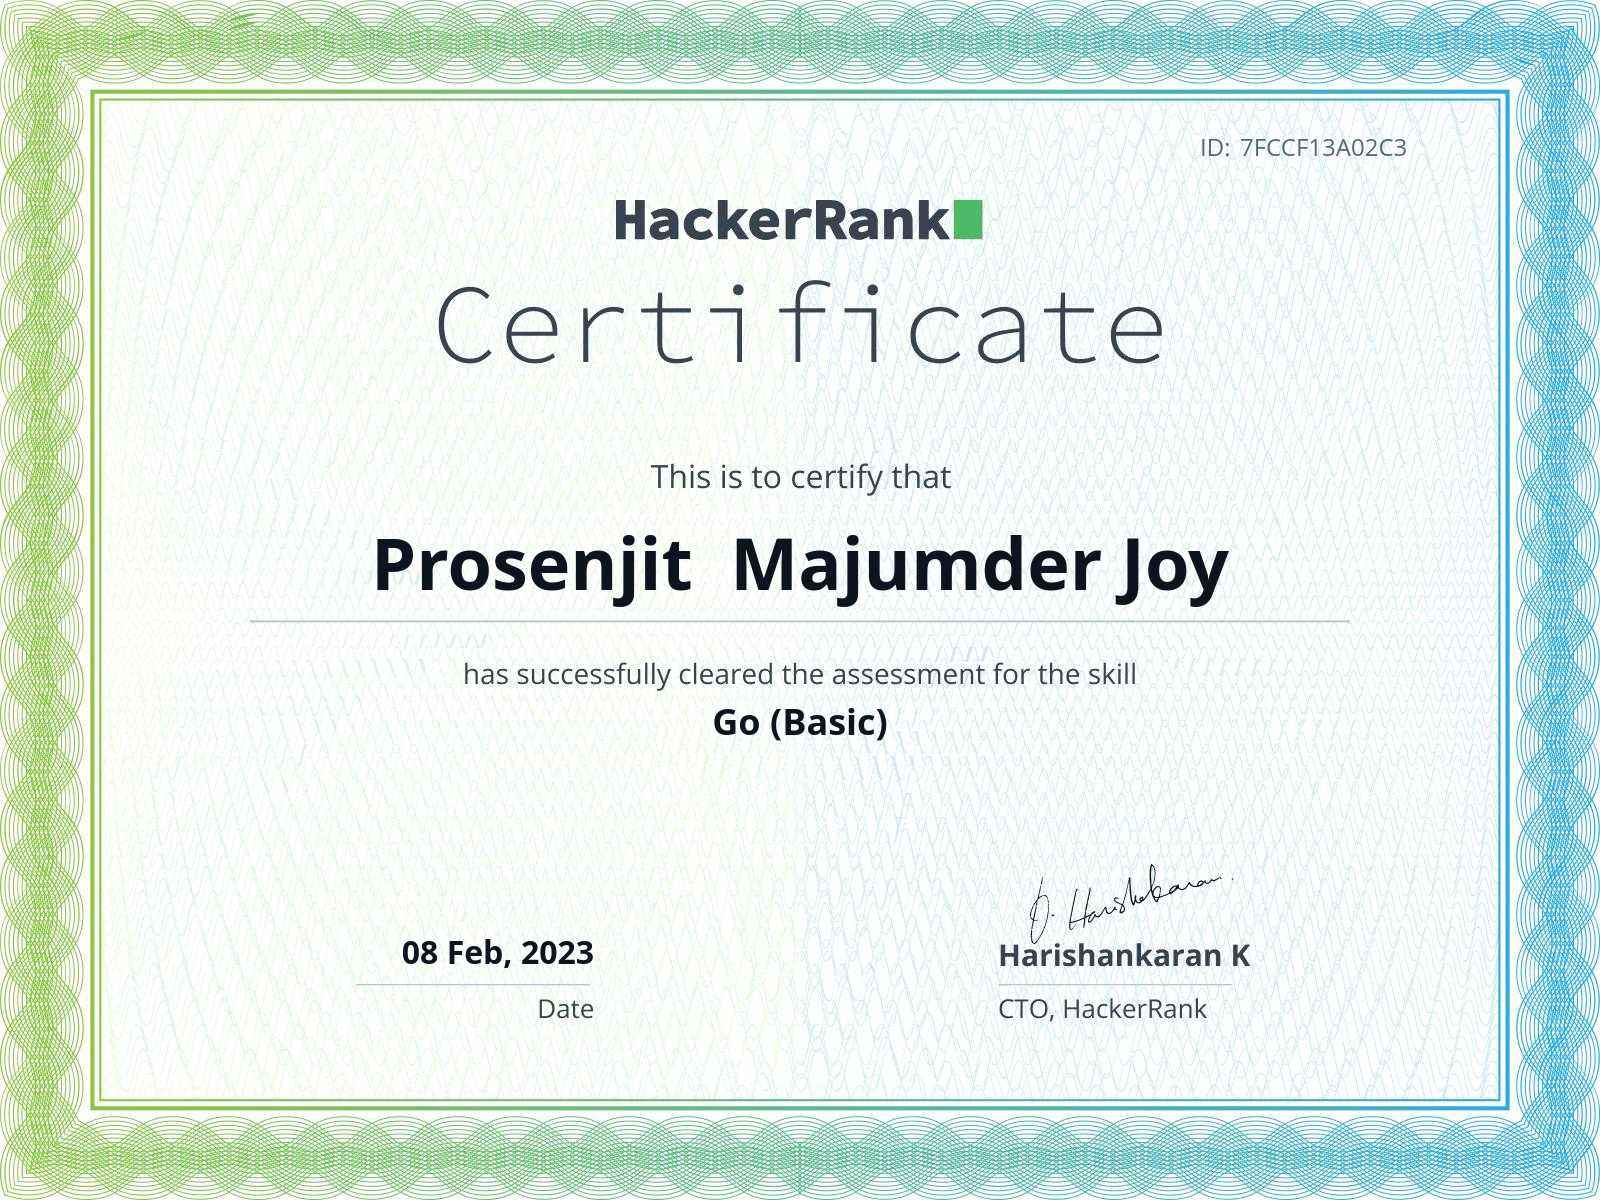 ID: 7FCCF13A02C3
HackerRank
Certificate
This is to certify that
Prosenjit Majumder Joy
has successfully cleared the assessment for the skill
Go (Basic)
D. Harishankaran.
08 Feb, 2023
Harishankaran K
Date
CTO, HackerRank